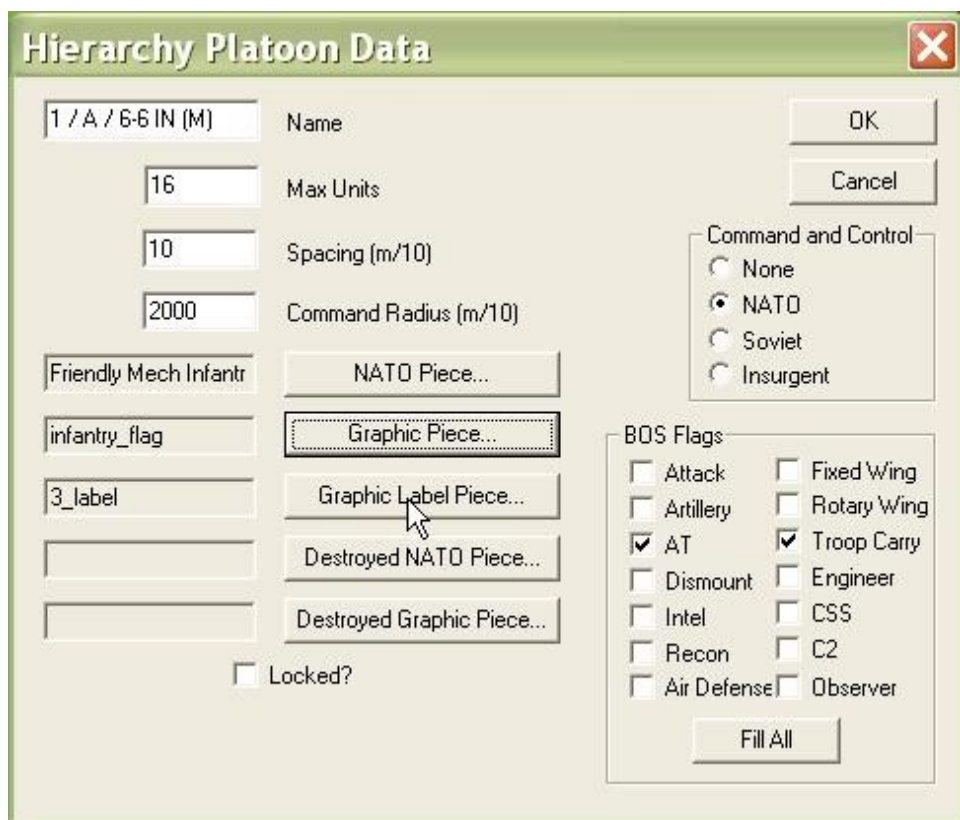 Hierarchy Platoon Data
1 / A / 6-6 IN (M) Name
16 Max Units
10 Spacing (m/10)
2000 Command Radius (m/10)
Friendly Mech Infantr NATO Piece...
infantry_flag Graphic Piece...
3_label Graphic Label Piece...
Destroyed NATO Piece...
Destroyed Graphic Piece...
Locked?
OK
Cancel
Command and Control
None
NATO
Soviet
Insurgent
BOS Flags
Attack Fixed Wing
Artillery Rotary Wing
AT Troop Carry
Dismount Engineer
Intel CSS
Recon C2
Air Defense Observer
Fill All